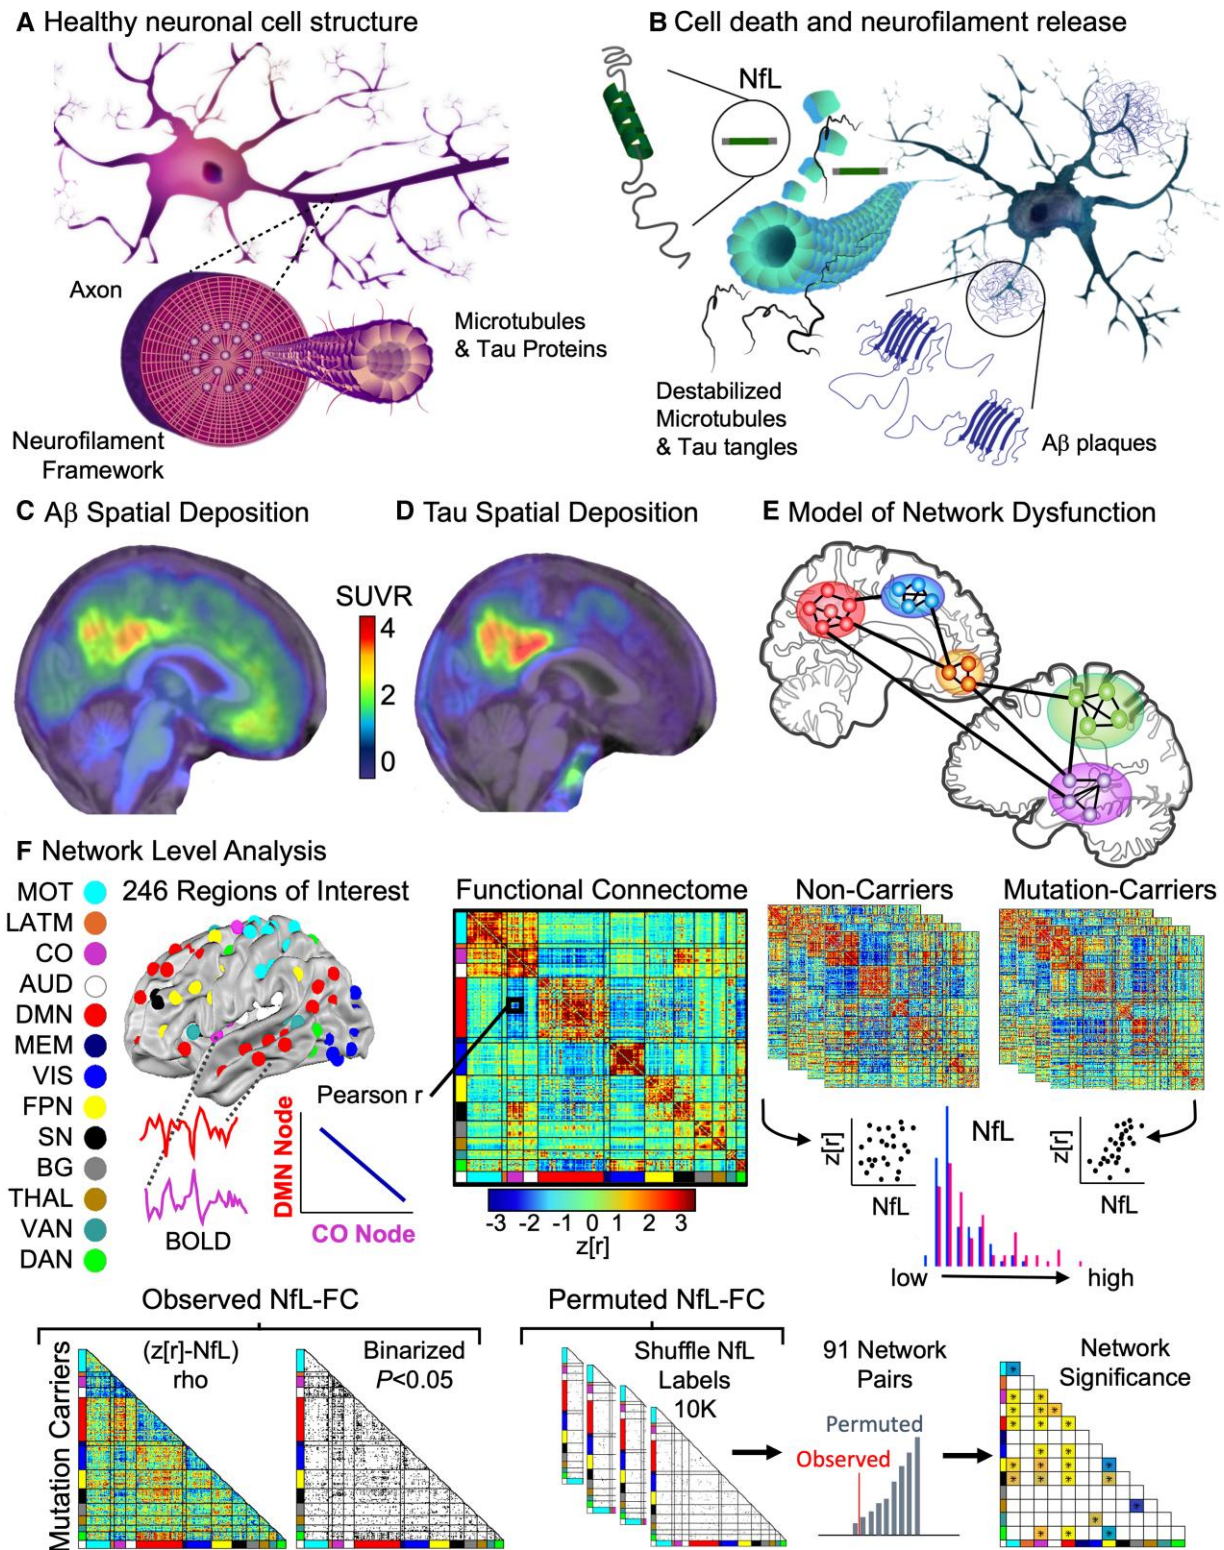 A Healthy neuronal cell structure
Axon
Microtubules
& Tau Proteins
Neurofilament
Framework
B Cell death and neurofilament release
NfL
Destabilized
Microtubules
& Tau tangles
Aβ plaques
C Aβ Spatial Deposition
SUVR
4
2
0
D Tau Spatial Deposition
E Model of Network Dysfunction
F Network Level Analysis
MOT
LATM
CO
AUD
DMN
MEM
VIS
FPN
SN
BG
THAL
VAN
DAN
246 Regions of Interest
BOLD
Pearson r
DMN Node
CO Node
Functional Connectome
-3 -2 -1 0 1 2 3
z[r]
Non-Carriers
Mutation-Carriers
z[r]
NfL
NfL
z[r]
NfL
low
high
Observed NfL-FC
Mutation Carriers
(z[r]-NfL)
rho
Binarized
P<0.05
Permuted NfL-FC
Shuffle NfL
Labels
10K
91 Network
Pairs
Permuted
Observed
Network
Significance